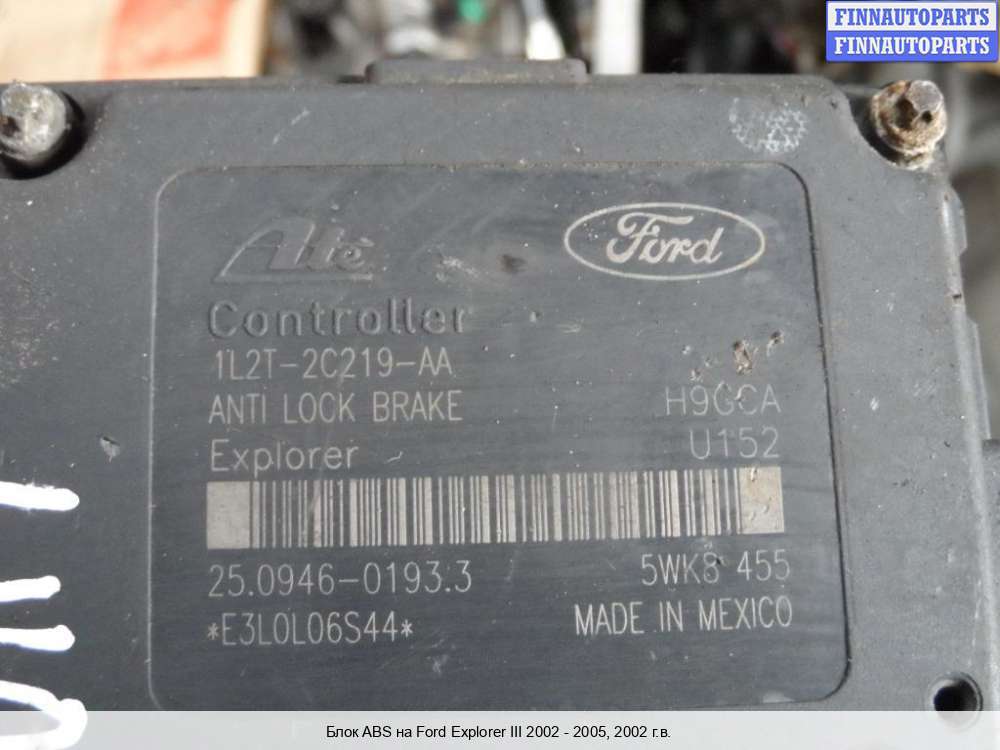 FINNAUTOPARTS
FINNAUTOPARTS
Ate
Ford
Controller
1L2T-2C219-AA
ANTI LOCK BRAKE H9GCA
Explorer U152
25.0946-0193.3 5WK8 455
*E3L0L06S44* MADE IN MEXICO
Блок ABS на Ford Explorer III 2002 - 2005, 2002 г.в.